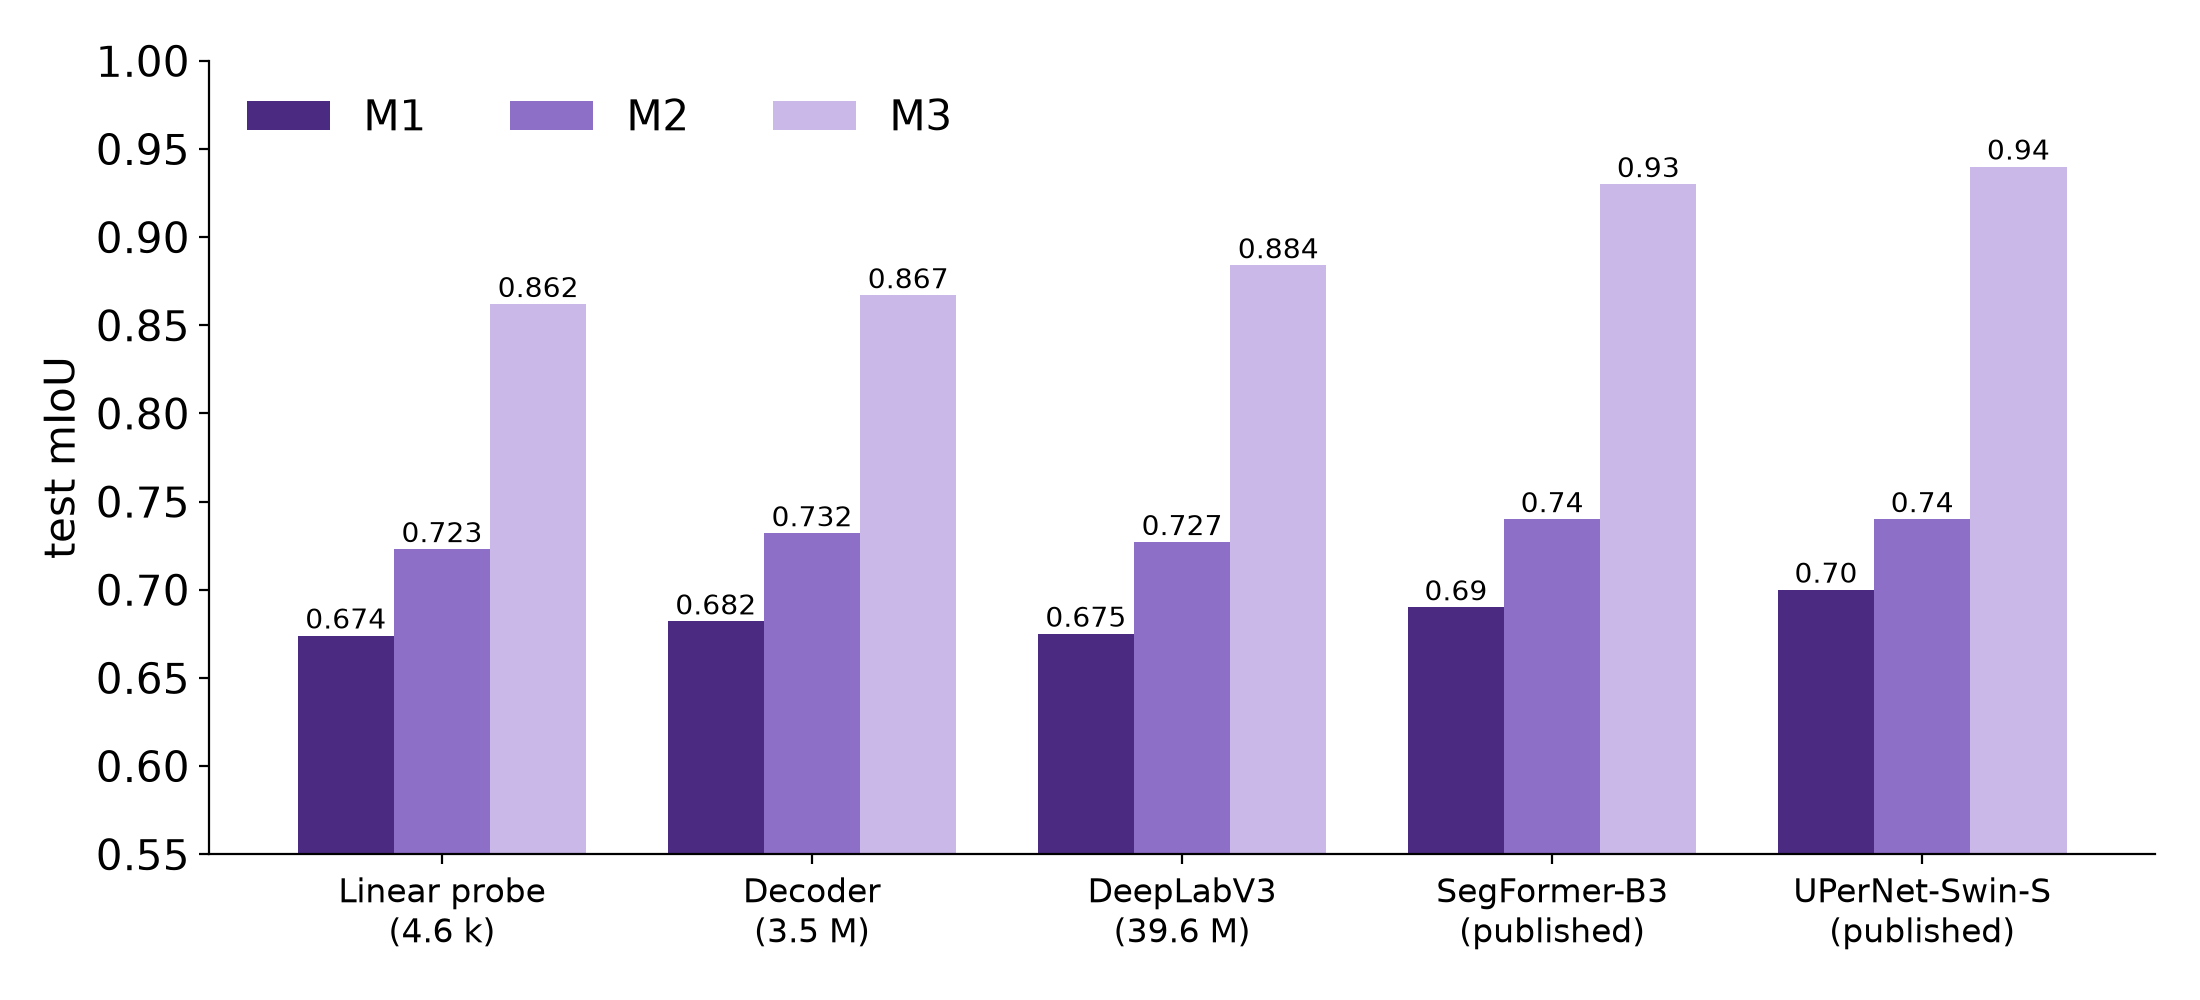 1.00
0.95
0.90
0.85
0.80
0.75
0.70
0.65
0.60
0.55
test mIoU
M1 M2 M3
0.674 0.723 0.862
0.682 0.732 0.867
0.675 0.727 0.884
0.69 0.74 0.93
0.70 0.74 0.94
Linear probe
(4.6 k)
Decoder
(3.5 M)
DeepLabV3
(39.6 M)
SegFormer-B3
(published)
UPerNet-Swin-S
(published)